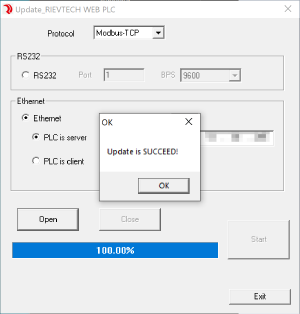 Update_RIEVTECH WEB PLC
Protocol Modbus-TCP
RS232
RS232 Port 1 BPS 9600
Ethernet
Ethernet
PLC is server
PLC is client
OK
Update is SUCCEED!
OK
Open Close
Start
100.00%
Exit